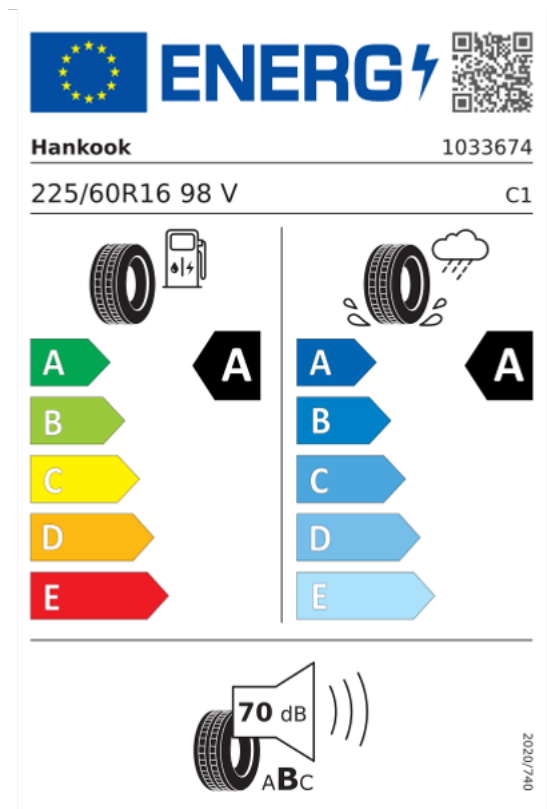 ENERG
Hankook 1033674
225/60R16 98 V C1
A A
B
C
D
E
A A
B
C
D
E
70 dB
ABC
2020/740